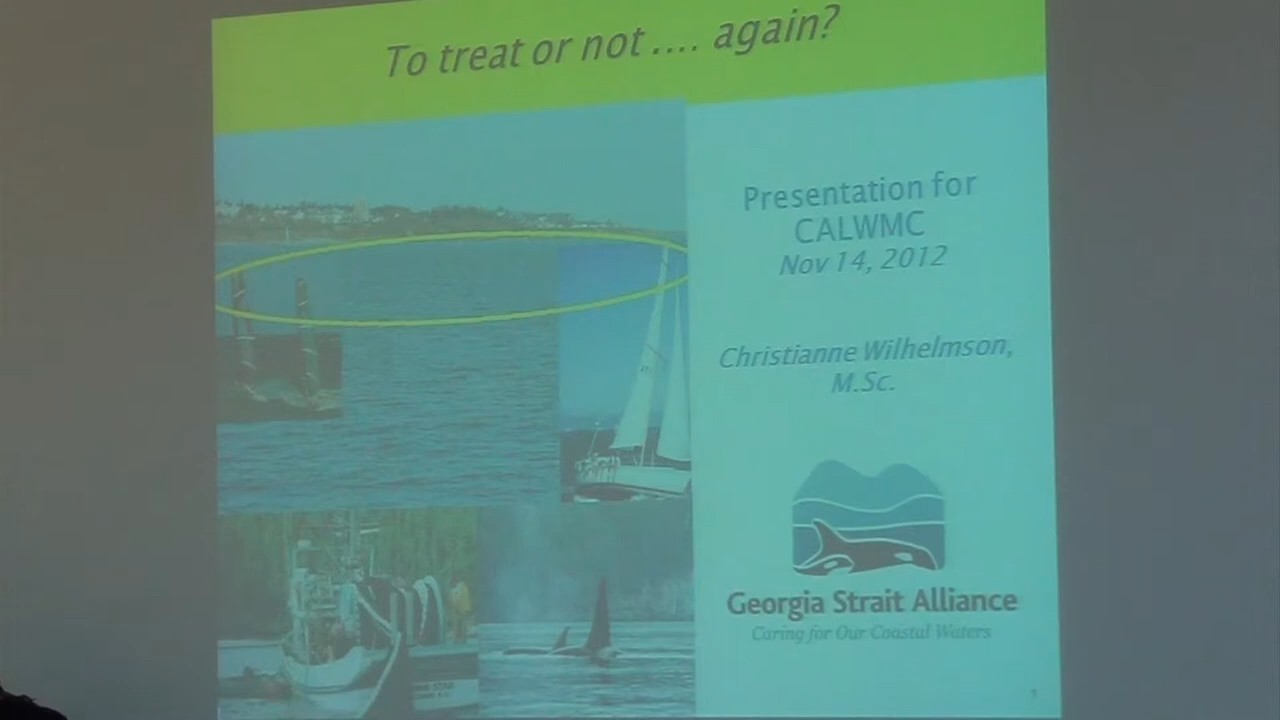 To treat or not .... again?
Presentation for
CALWMC
Nov 14, 2012
Christianne Wilhelmson,
M.Sc.
Georgia Strait Alliance
Caring for Our Coastal Waters
1